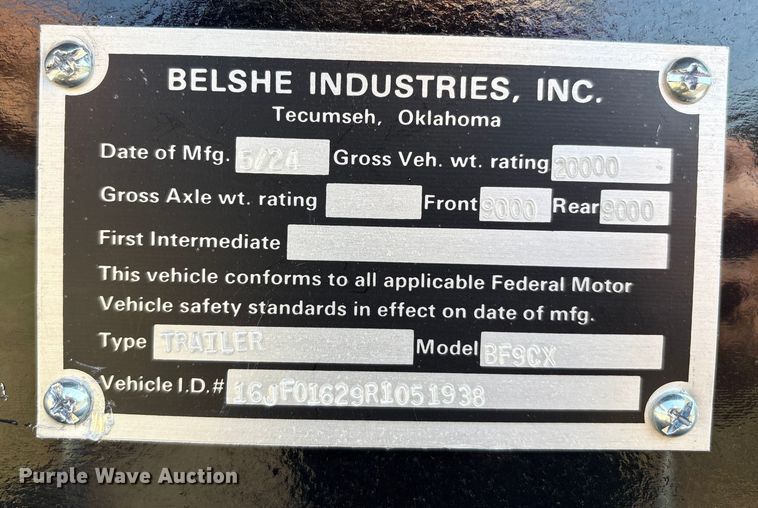 BELSHE INDUSTRIES, INC.
Tecumseh, Oklahoma
Date of Mfg. 5/24 Gross Veh. wt. rating 20000
Gross Axle wt. rating Front 9000 Rear 9000
First Intermediate
This vehicle conforms to all applicable Federal Motor
Vehicle safety standards in effect on date of mfg.
Type TRAILER Model BF9CX
Vehicle I.D.# 16JF01629R1051938
Purple Wave Auction